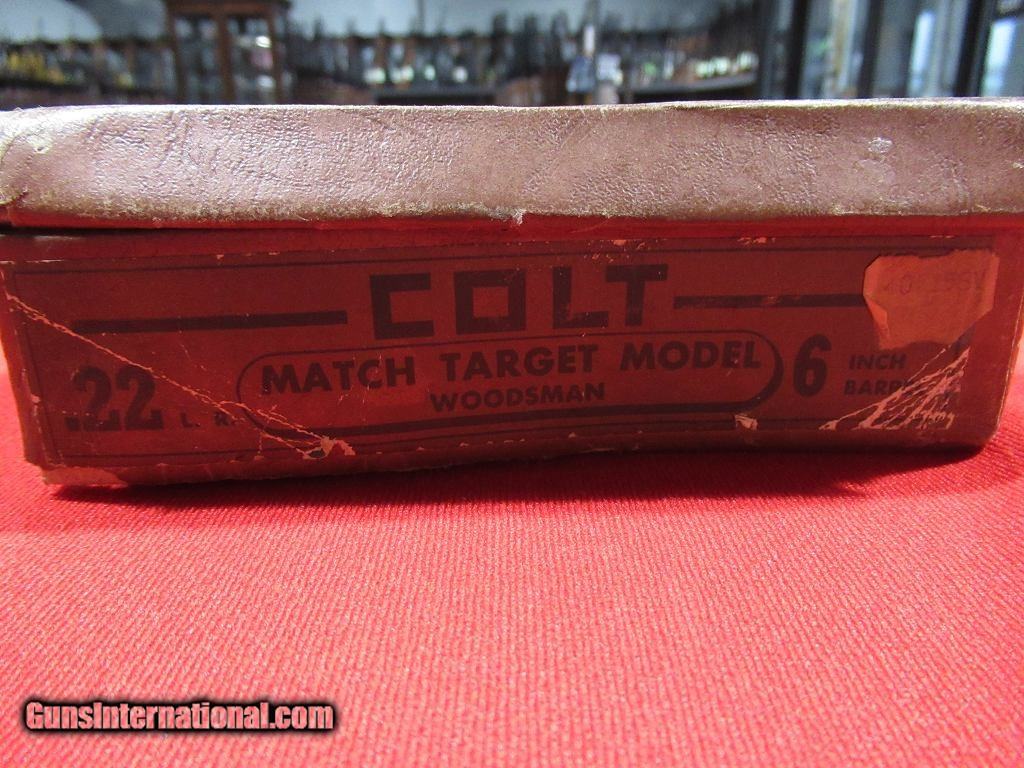 COLT
.22 L. R. MATCH TARGET MODEL 6 INCH
WOODSMAN
GunsInternational.com